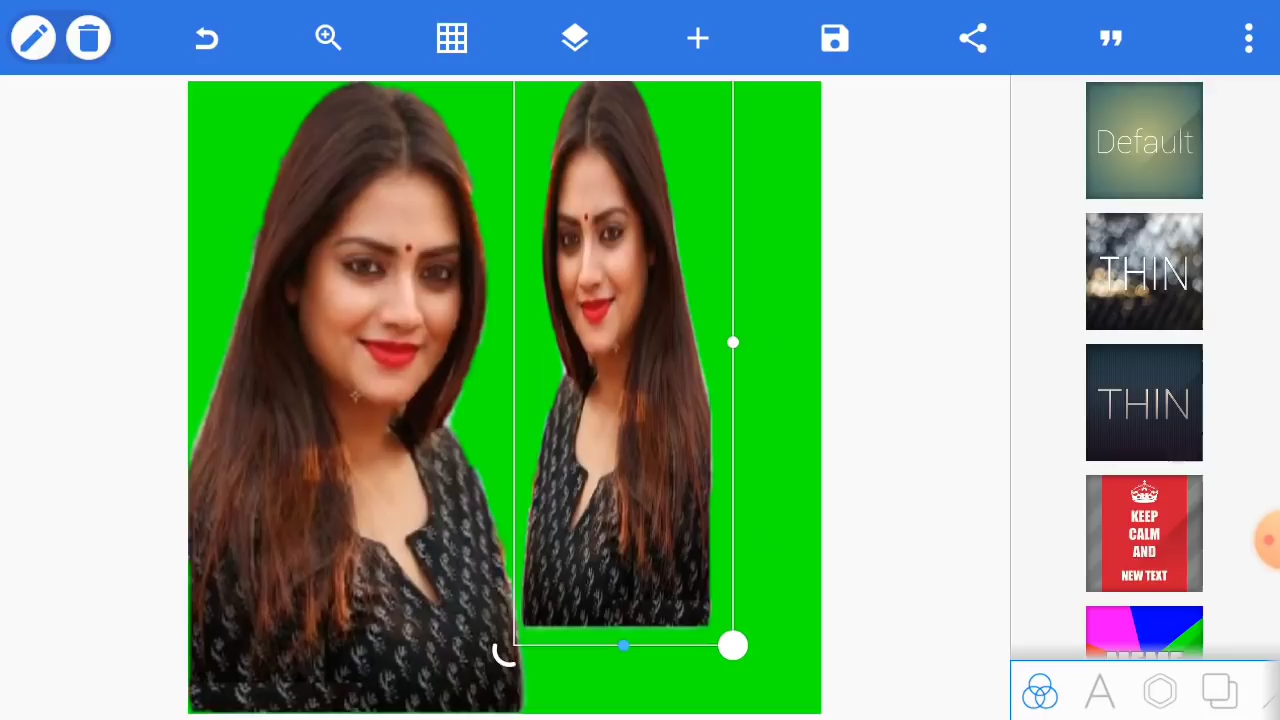 Default
THIN
THIN
KEEP
CALM
AND
NEW TEXT